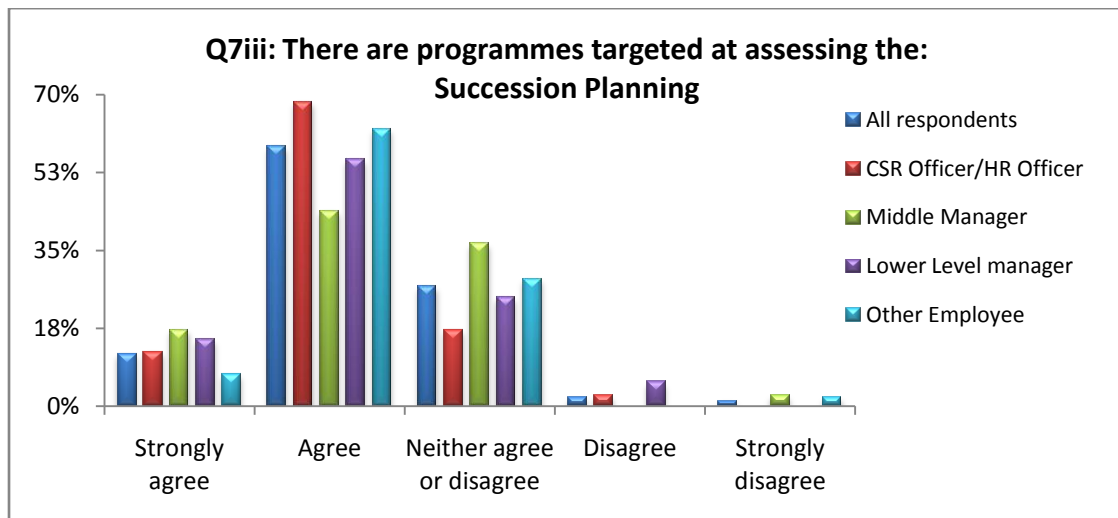 Q7iii: There are programmes targeted at assessing the:
Succession Planning
70%
53%
35%
18%
0%
Strongly
agree
Agree
Neither agree
or disagree
Disagree
Strongly
disagree
All respondents
CSR Officer/HR Officer
Middle Manager
Lower Level manager
Other Employee